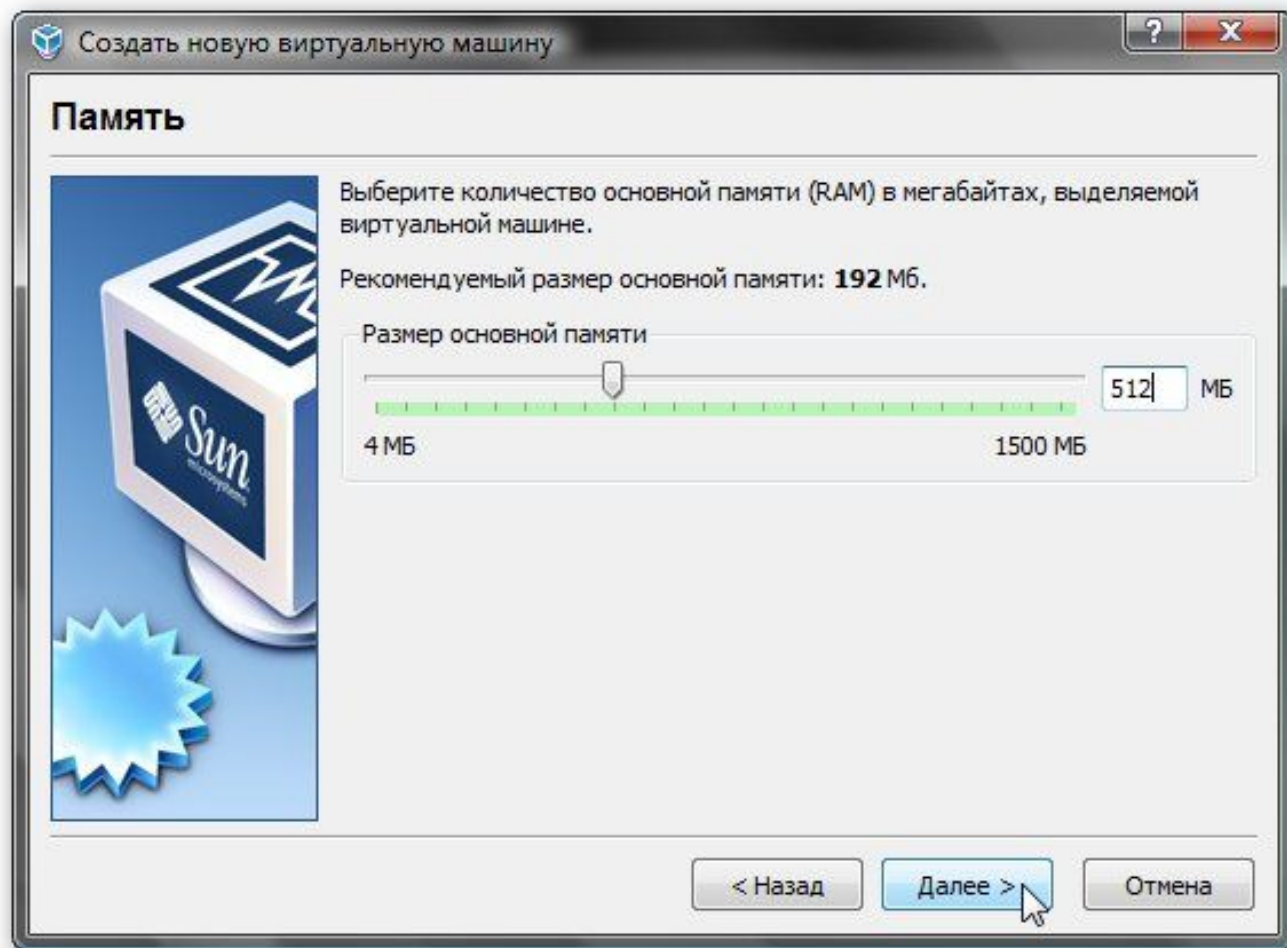 Создать новую виртуальную машину
?
X
Память
Выберите количество основной памяти (RAM) в мегабайтах, выделяемой
виртуальной машине.
Рекомендуемый размер основной памяти: 192 Мб.
Размер основной памяти
512 МБ
4 МБ 1500 МБ
Sun
microsystems
< Назад Далее > Отмена